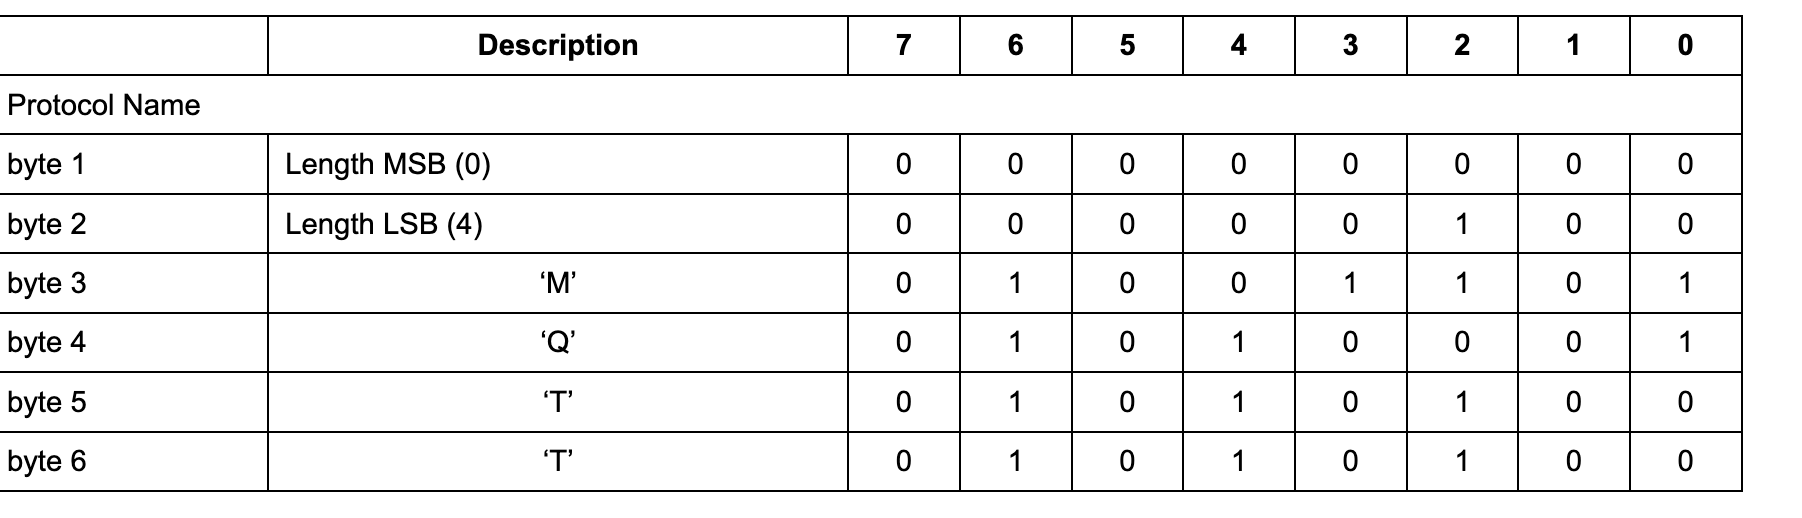 Description 7 6 5 4 3 2 1 0
Protocol Name
byte 1 Length MSB (0) 0 0 0 0 0 0 0 0
byte 2 Length LSB (4) 0 0 0 0 0 1 0 0
byte 3 ‘M’ 0 1 0 0 1 1 0 1
byte 4 ‘Q’ 0 1 0 1 0 0 0 1
byte 5 ‘T’ 0 1 0 1 0 1 0 0
byte 6 ‘T’ 0 1 0 1 0 1 0 0